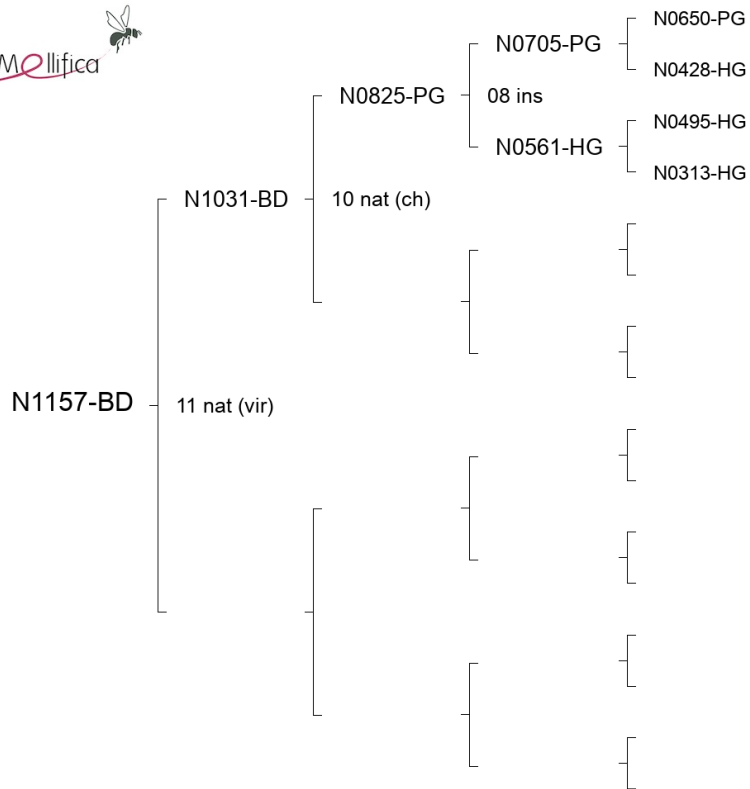 Mellifica
N0650-PG
N0705-PG
N0428-HG
N0825-PG
08 ins
N0495-HG
N0561-HG
N0313-HG
N1031-BD
10 nat (ch)
N1157-BD
11 nat (vir)